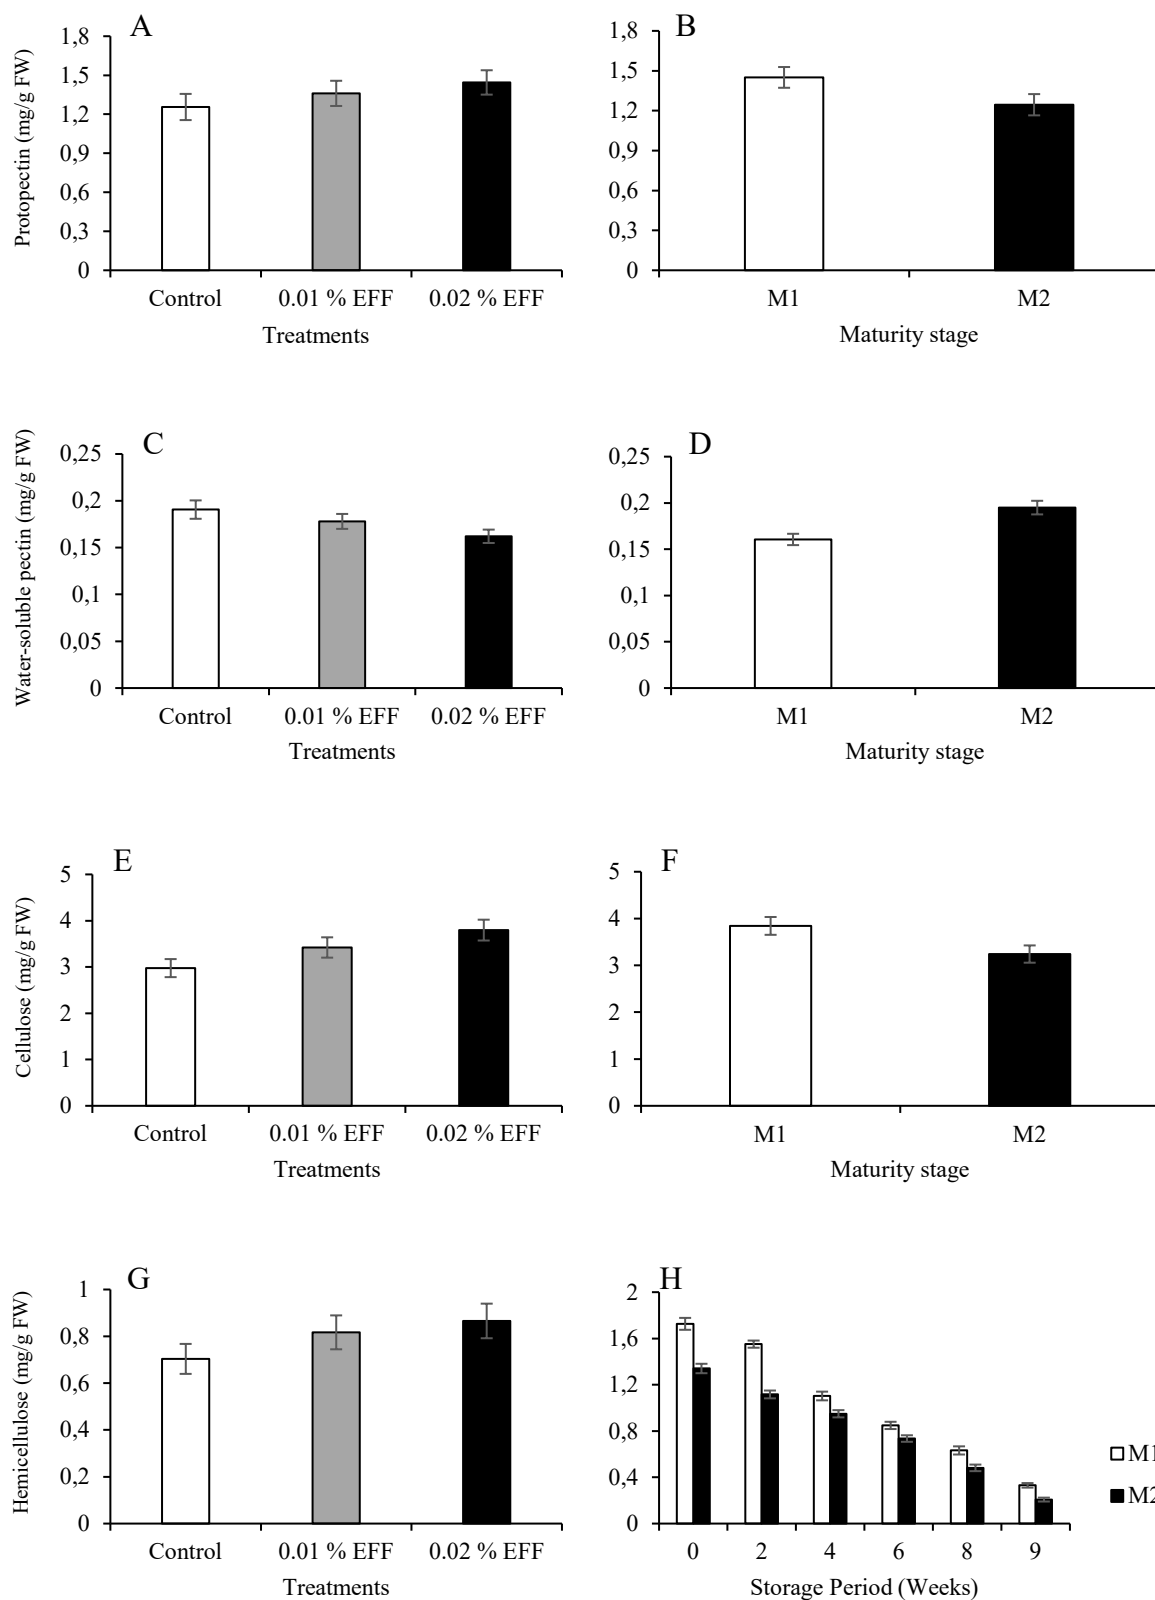 A
Protopectin (mg/g FW)
1,8
1,5
1,2
0,9
0,6
0,3
0
Control 0.01 % EFF 0.02 % EFF
Treatments
B
1,8
1,5
1,2
0,9
0,6
0,3
0
M1 M2
Maturity stage
C
Water-soluble pectin (mg/g FW)
0,25
0,2
0,15
0,1
0,05
0
Control 0.01 % EFF 0.02 % EFF
Treatments
D
0,25
0,2
0,15
0,1
0,05
0
M1 M2
Maturity stage
E
Cellulose (mg/g FW)
5
4
3
2
1
0
Control 0.01 % EFF 0.02 % EFF
Treatments
F
5
4
3
2
1
0
M1 M2
Maturity stage
G
Hemicellulose (mg/g FW)
1
0,8
0,6
0,4
0,2
0
Control 0.01 % EFF 0.02 % EFF
Treatments
H
2
1,6
1,2
0,8
0,4
0
0 2 4 6 8 9
Storage Period (Weeks)
M1
M2